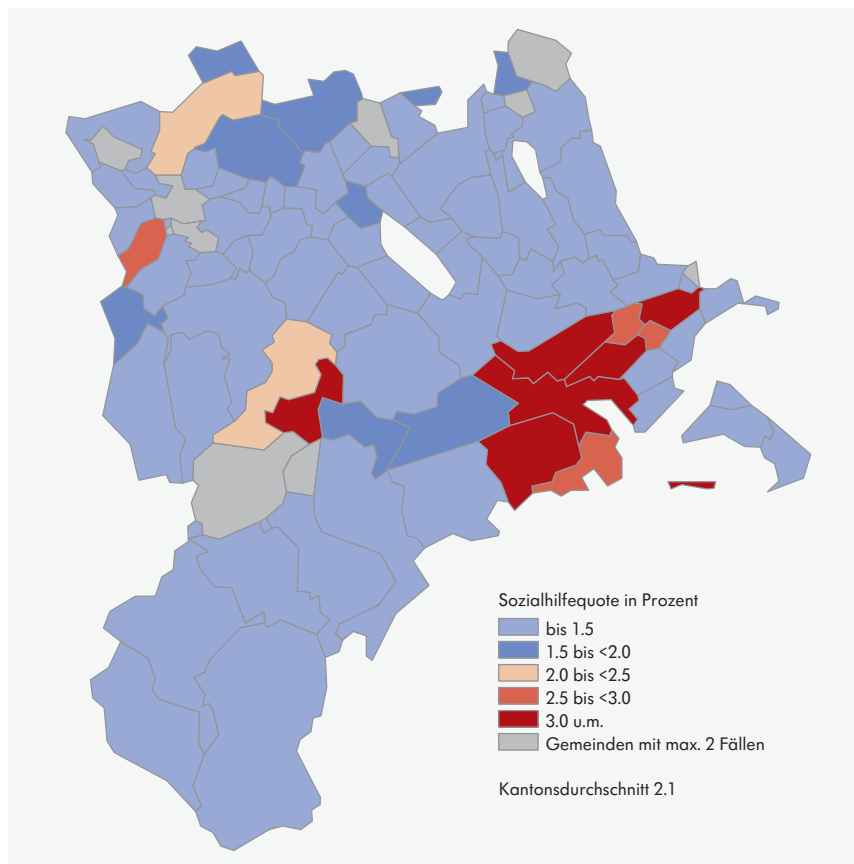 Sozialhilfequote in Prozent
bis 1.5
1.5 bis <2.0
2.0 bis <2.5
2.5 bis <3.0
3.0 u.m.
Gemeinden mit max. 2 Fällen
Kantonsdurchschnitt 2.1